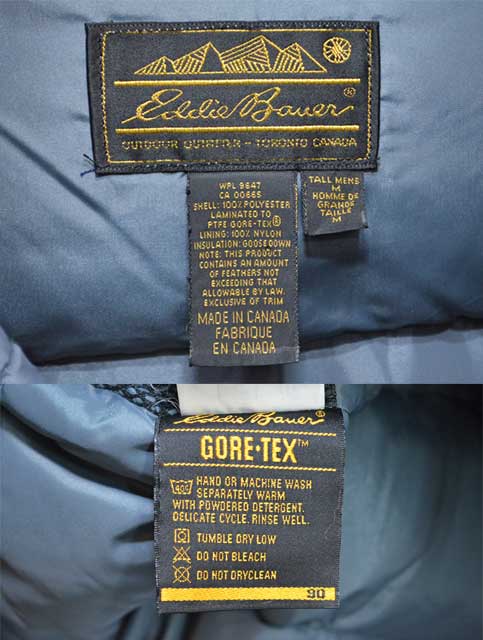 Eddie Bauer®
OUTDOOR OUTFITTER - TORONTO CANADA
WPL 9647
CA 00665
SHELL: 100% POLYESTER
LAMINATED TO
PTFE GORE-TEX®
LINING: 100% NYLON
INSULATION: GOOSE DOWN
NOTE: THIS PRODUCT
CONTAINS AN AMOUNT
OF FEATHERS NOT
EXCEEDING THAT
ALLOWABLE BY LAW.
EXCLUSIVE OF TRIM
MADE IN CANADA
FABRIQUE
EN CANADA
TALL MENS
M
HOMME DE
GRANDE
TAILLE
M
Eddie Bauer®
GORE-TEX™
40° HAND OR MACHINE WASH
SEPARATELY WARM
WITH POWDERED DETERGENT.
DELICATE CYCLE. RINSE WELL.
TUMBLE DRY LOW
DO NOT BLEACH
DO NOT DRYCLEAN
90